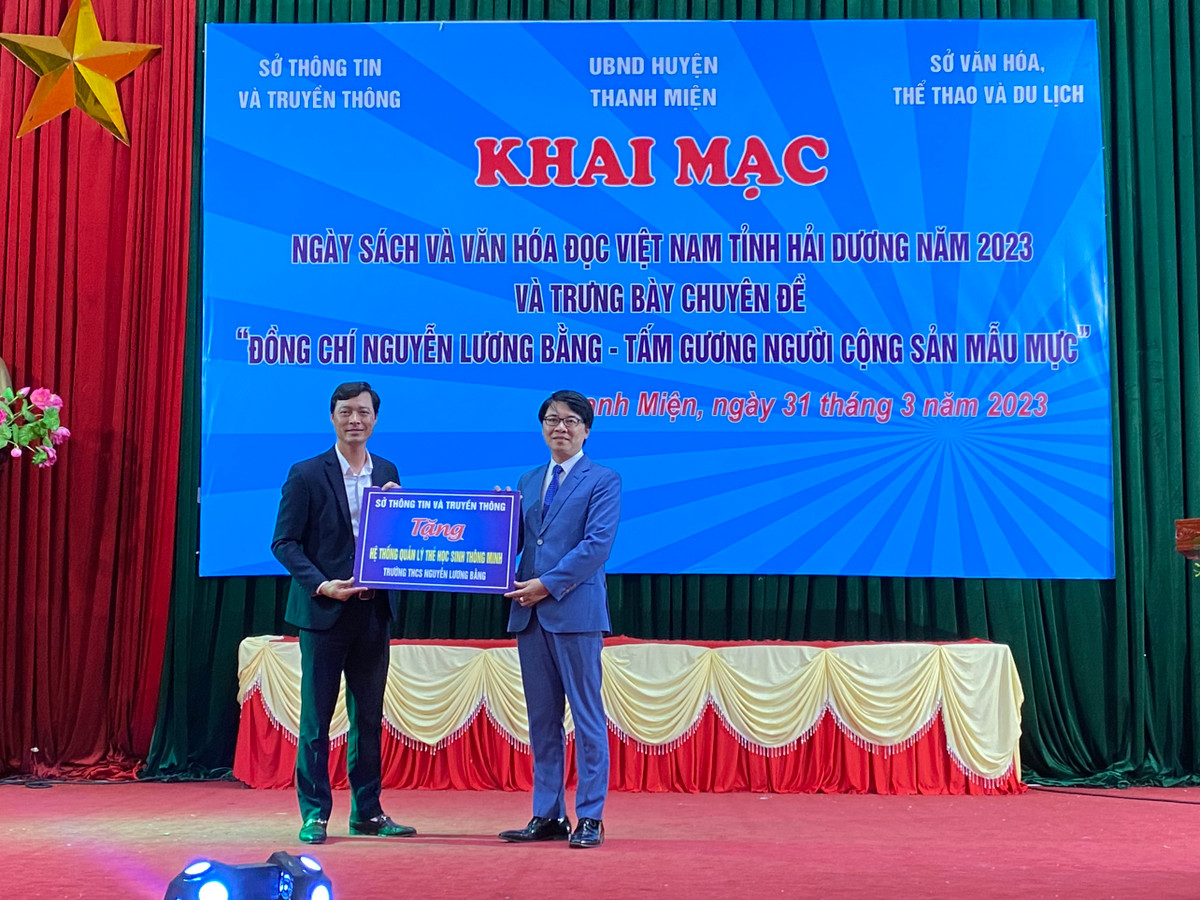 SỞ THÔNG TIN
VÀ TRUYỀN THÔNG
UBND HUYỆN
THANH MIỆN
SỞ VĂN HÓA,
THỂ THAO VÀ DU LỊCH
KHAI MẠC
NGÀY SÁCH VÀ VĂN HÓA ĐỌC VIỆT NAM TỈNH HẢI DƯƠNG NĂM 2023
VÀ TRƯNG BÀY CHUYÊN ĐỀ
"ĐỒNG CHÍ NGUYỄN LƯƠNG BẰNG - TẤM GƯƠNG NGƯỜI CỘNG SẢN MẪU MỰC"
Miện, ngày 31 tháng 3 năm 2023
SỞ THÔNG TIN VÀ TRUYỀN THÔNG
Tặng
HỆ THỐNG QUẢN LÝ THẺ HỌC SINH THÔNG MINH
TRƯỜNG THCS NGUYỄN LƯƠNG BẰNG